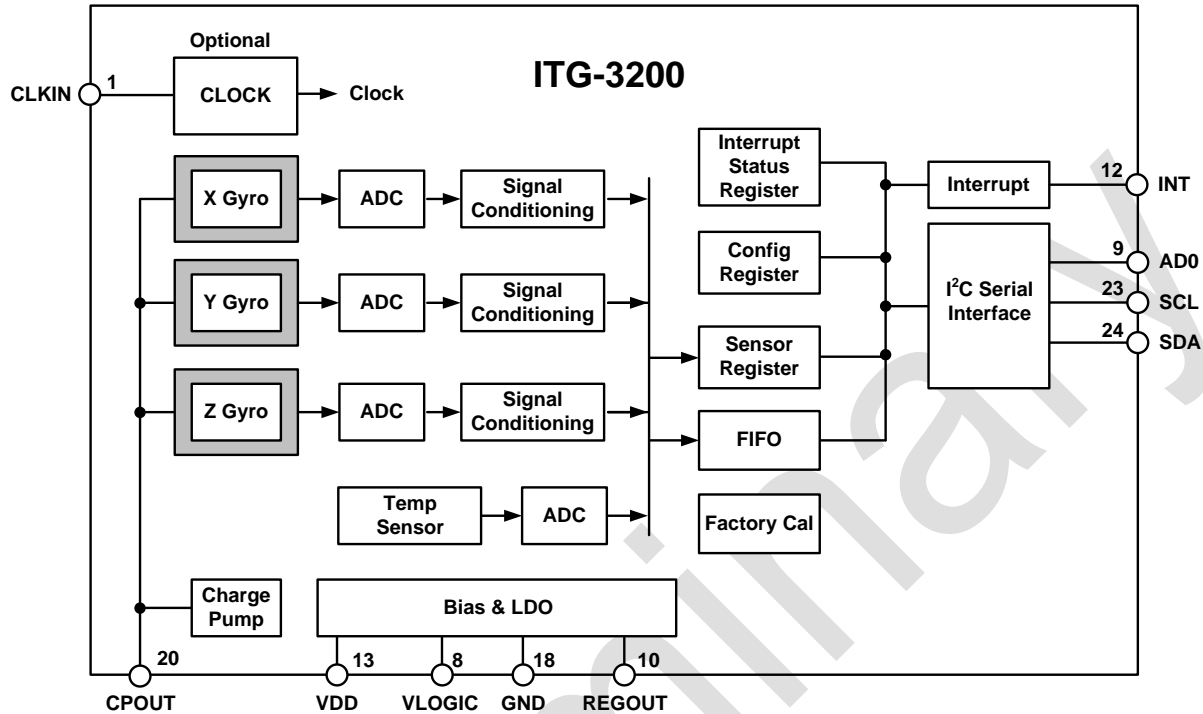 Optional
ITG-3200
CLKIN
1
CLOCK
Clock
X Gyro
ADC
Signal
Conditioning
Interrupt
Status
Register
Interrupt
12
INT
Y Gyro
ADC
Signal
Conditioning
Config
Register
I²C Serial
Interface
9
AD0
23
SCL
24
SDA
Z Gyro
ADC
Signal
Conditioning
Sensor
Register
FIFO
Temp
Sensor
ADC
Factory Cal
Charge
Pump
Bias & LDO
20
13
8
18
10
CPOUT
VDD
VLOGIC
GND
REGOUT
minary